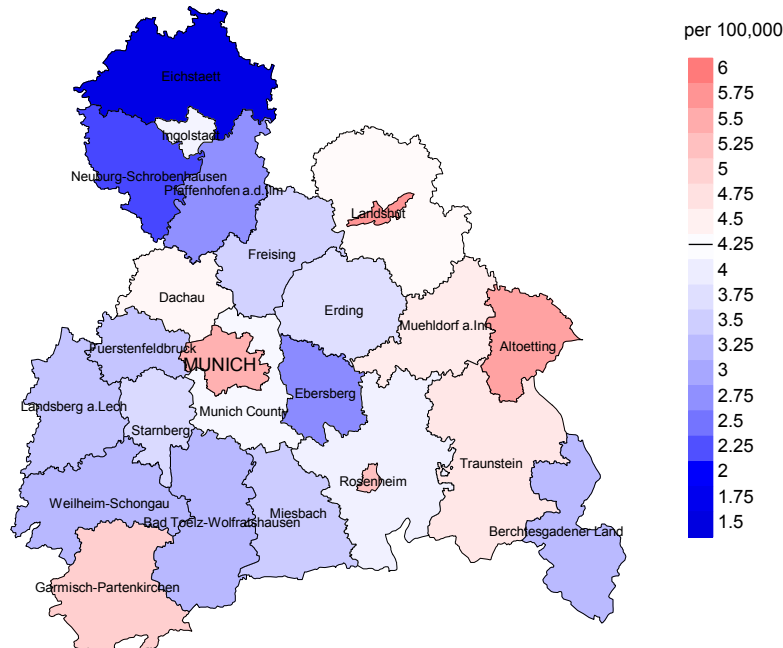 per 100,000
6
5.75
5.5
5.25
5
4.75
4.5
4.25
4
3.75
3.5
3.25
3
2.75
2.5
2.25
2
1.75
1.5
Eichstaett
Ingolstadt
Neuburg-Schrobenhausen
Pfaffenhofen a.d.Ilm
Landshut
Freising
Dachau
Erding
Muehldorf a.Inn
Altoetting
Fuerstenfeldbruck
MUNICH
Ebersberg
Landsberg a.Lech
Munich County
Starnberg
Traunstein
Rosenheim
Weilheim-Schongau
Miesbach
Bad Toelz-Wolfratshausen
Berchtesgadener Land
Garmisch-Partenkirchen